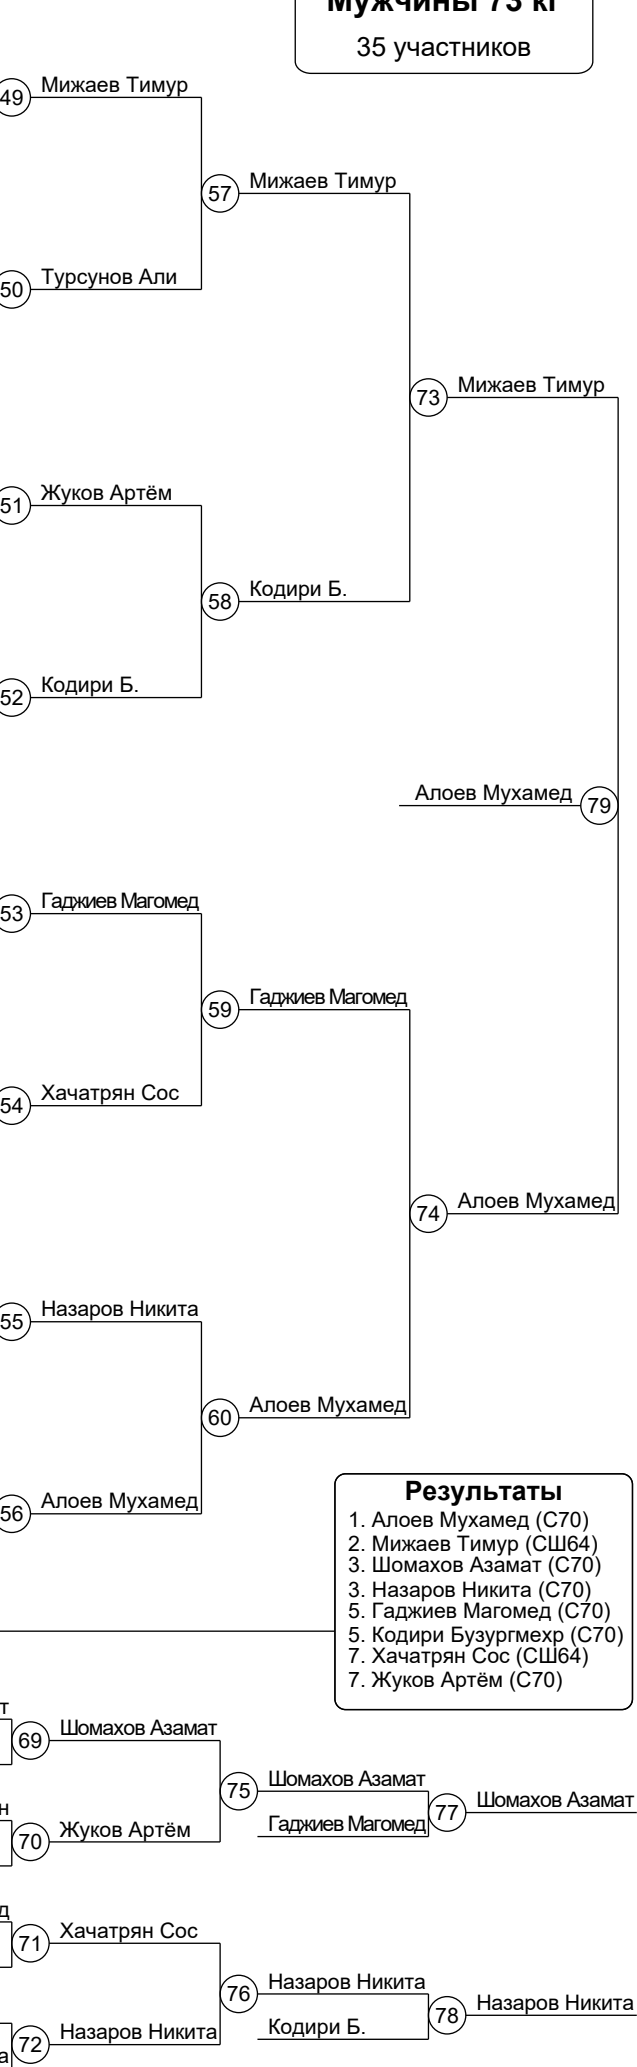 Мужчины 73 кг
35 участников
49 Мижаев Тимур
57 Мижаев Тимур
50 Турсунов Али
73 Мижаев Тимур
51 Жуков Артём
58 Кодири Б.
52 Кодири Б.
Алоев Мухамед 79
53 Гаджиев Магомед
59 Гаджиев Магомед
54 Хачатрян Сос
74 Алоев Мухамед
55 Назаров Никита
60 Алоев Мухамед
56 Алоев Мухамед
Результаты
1. Алоев Мухамед (С70)
2. Мижаев Тимур (СШ64)
3. Шомахов Азамат (С70)
3. Назаров Никита (С70)
5. Гаджиев Магомед (С70)
5. Кодири Бузургмехр (С70)
7. Хачатрян Сос (СШ64)
7. Жуков Артём (С70)
т
69 Шомахов Азамат
75 Шомахов Азамат
77 Шомахов Азамат
н
Гаджиев Магомед
70 Жуков Артём
д
71 Хачатрян Сос
76 Назаров Никита
78 Назаров Никита
Кодири Б.
72 Назаров Никита
а